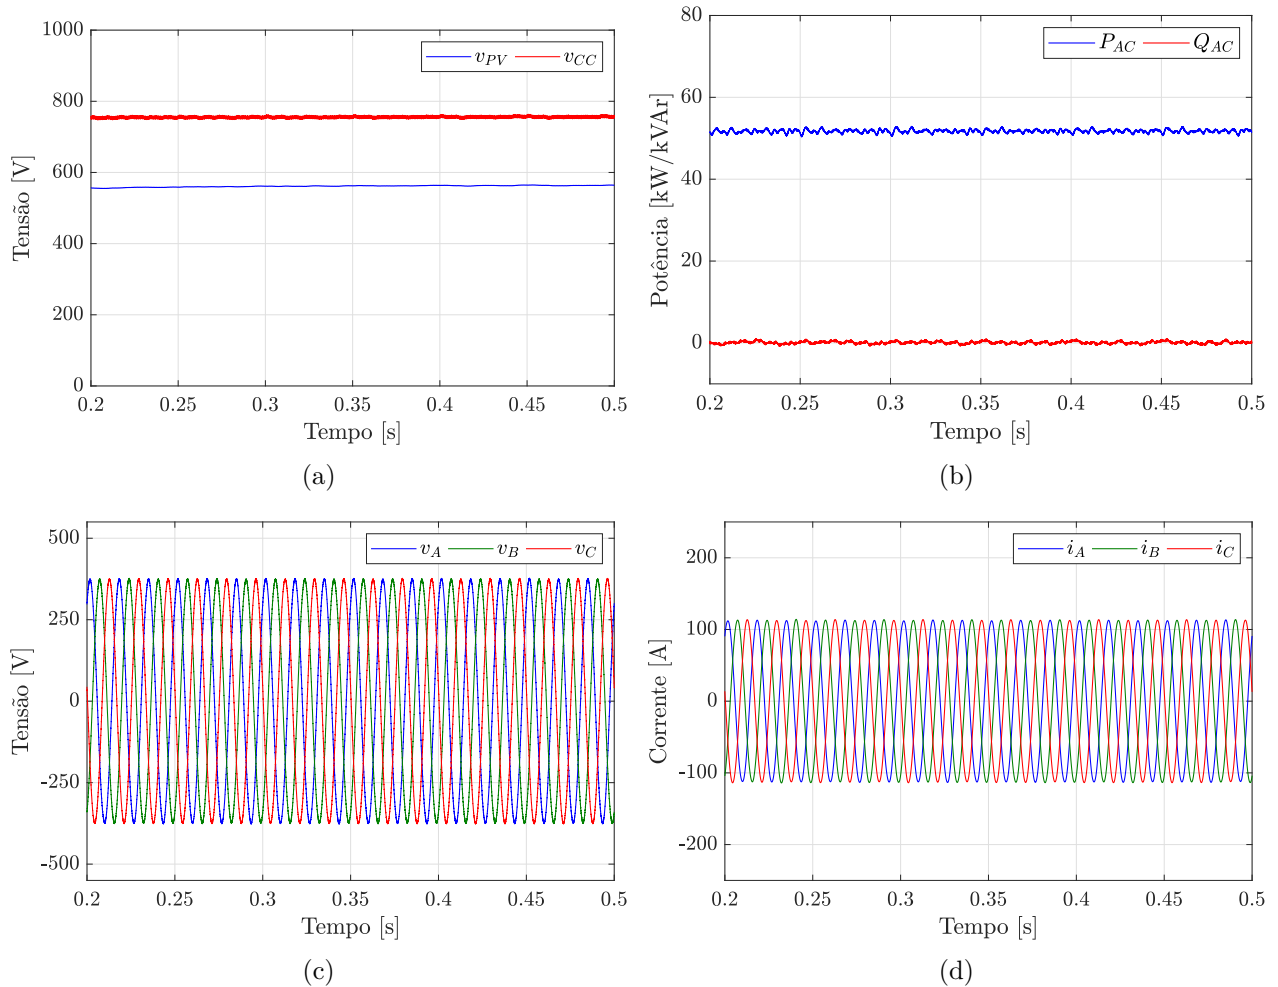 1000
800
600
400
200
0
Tensão [V]
v_PV v_CC
0.2 0.25 0.3 0.35 0.4 0.45 0.5
Tempo [s]
(a)
80
60
40
20
0
Potência [kW/kVAr]
P_AC Q_AC
0.2 0.25 0.3 0.35 0.4 0.45 0.5
Tempo [s]
(b)
500
250
0
-250
-500
Tensão [V]
v_A v_B v_C
0.2 0.25 0.3 0.35 0.4 0.45 0.5
Tempo [s]
(c)
200
100
0
-100
-200
Corrente [A]
i_A i_B i_C
0.2 0.25 0.3 0.35 0.4 0.45 0.5
Tempo [s]
(d)